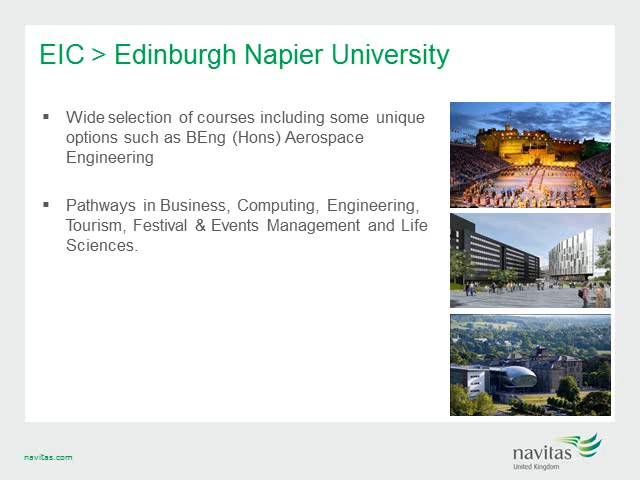 EIC > Edinburgh Napier University
▪ Wide selection of courses including some unique
options such as BEng (Hons) Aerospace
Engineering
▪ Pathways in Business, Computing, Engineering,
Tourism, Festival & Events Management and Life
Sciences.
navitas.com
navitas
United Kingdom